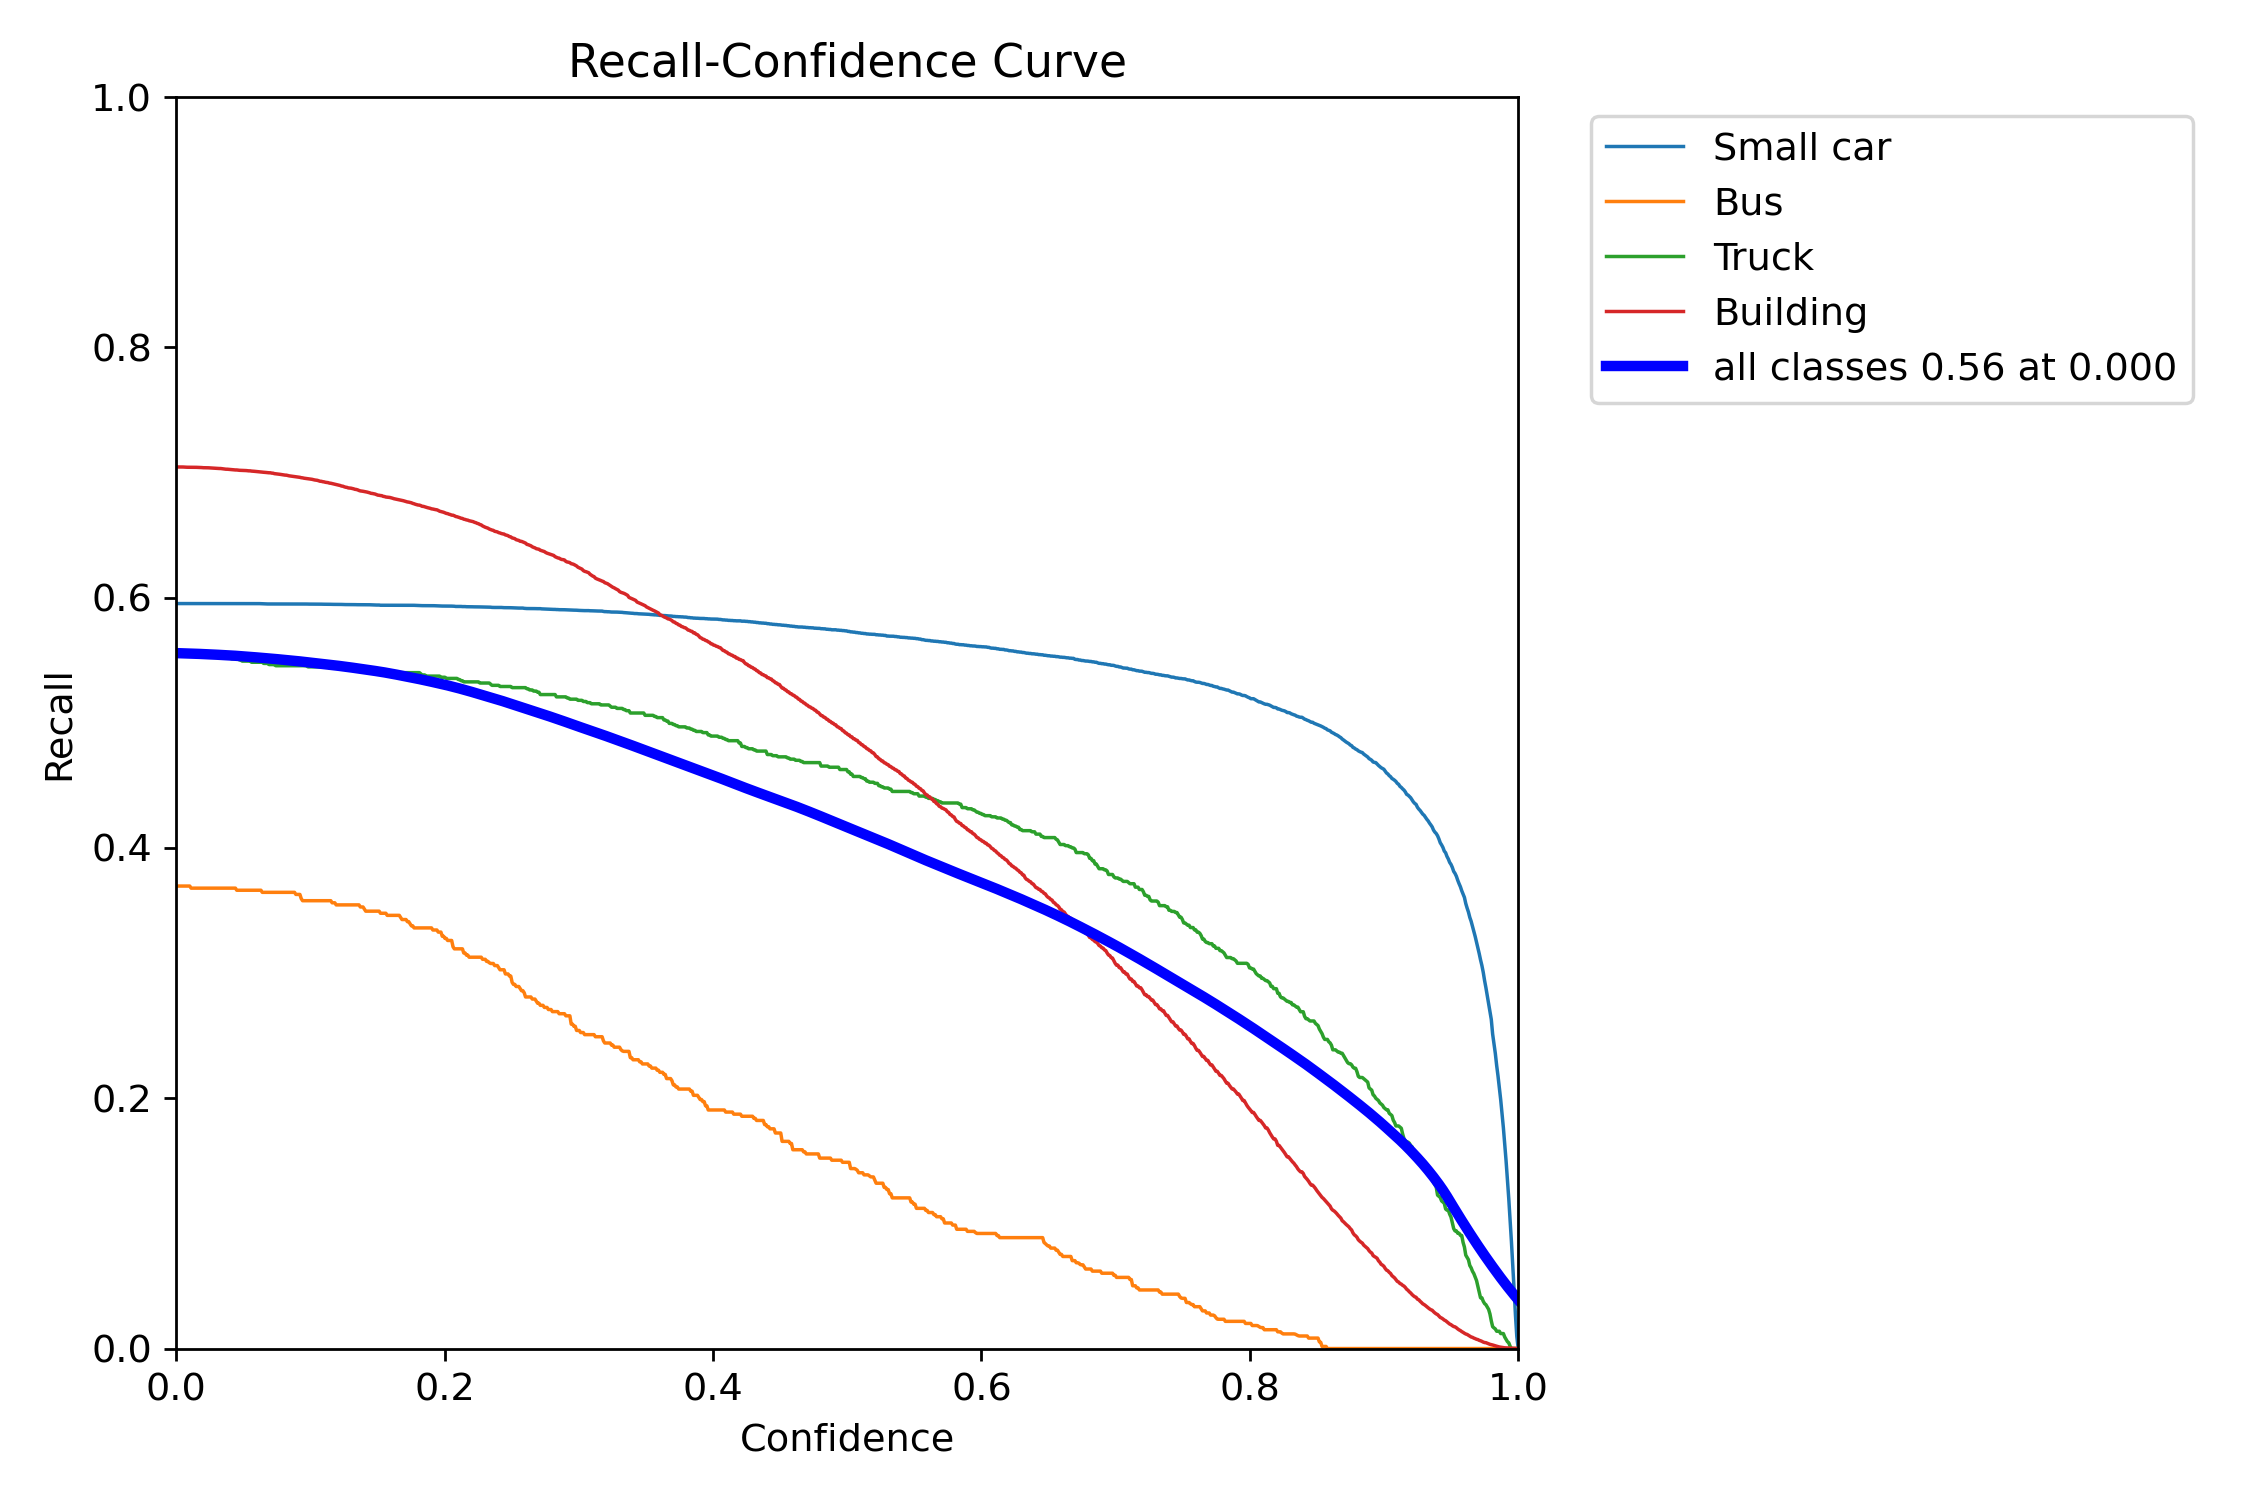 Recall-Confidence Curve
1.0
0.8
0.6
0.4
0.2
0.0
Recall
0.0 0.2 0.4 0.6 0.8 1.0
Confidence
Small car
Bus
Truck
Building
all classes 0.56 at 0.000